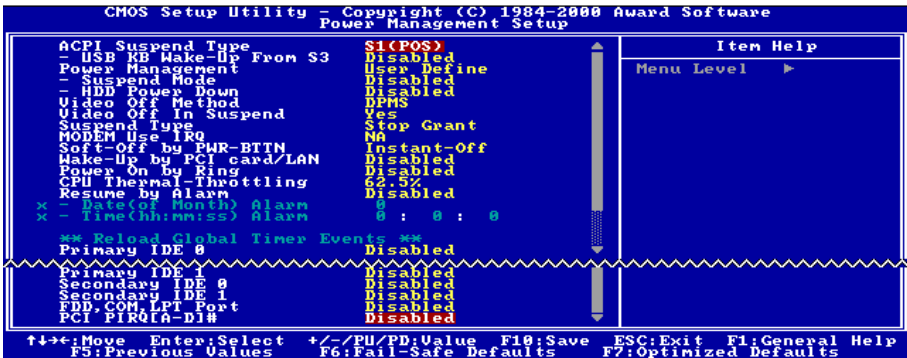 CMOS Setup Utility – Copyright (C) 1984-2000 Award Software
Power Management Setup
ACPI Suspend Type S1(POS)
- USB KB Wake-Up From S3 Disabled
Power Management User Define
- Suspend Mode Disabled
- HDD Power Down Disabled
Video Off Method DPMS
Video Off In Suspend Yes
Suspend Type Stop Grant
MODEM Use IRQ NA
Soft-Off by PWR-BTTN Instant-Off
Wake-Up by PCI card/LAN Disabled
Power On by Ring Disabled
CPU Thermal-Throttling 62.5%
Resume by Alarm Disabled
x - Date(of Month) Alarm 0
x - Time(hh:mm:ss) Alarm 0 : 0 : 0
** Reload Global Timer Events **
Primary IDE 0 Disabled
Primary IDE 1 Disabled
Secondary IDE 0 Disabled
Secondary IDE 1 Disabled
FDD,COM,LPT Port Disabled
PCI PIRQ[A-D]# Disabled
Item Help
Menu Level ►
↑↓→←:Move Enter:Select +/-/PU/PD:Value F10:Save ESC:Exit F1:General Help
F5:Previous Values F6:Fail-Safe Defaults F7:Optimized Defaults